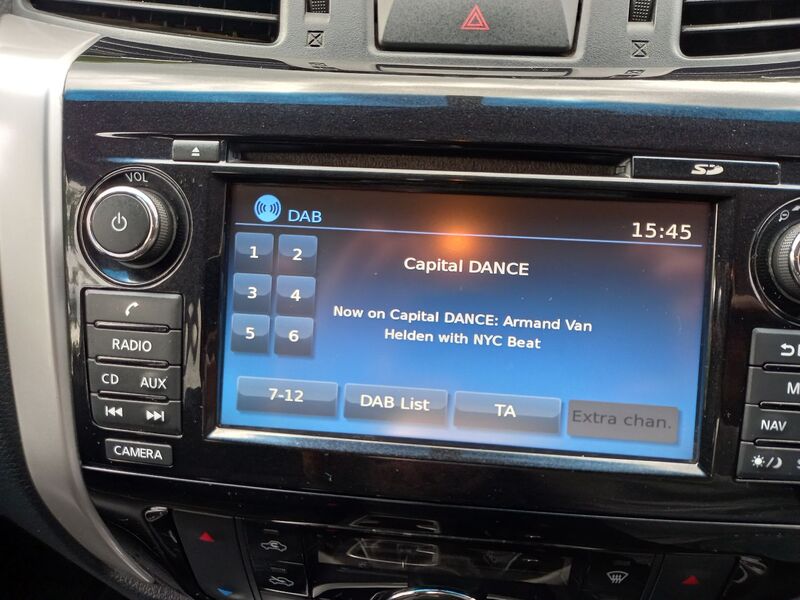 VOL
SD
DAB
15:45
1
2
3
4
5
6
Capital DANCE
Now on Capital DANCE: Armand Van
Helden with NYC Beat
7-12
DAB List
TA
Extra chan.
RADIO
CD
AUX
CAMERA
NAV